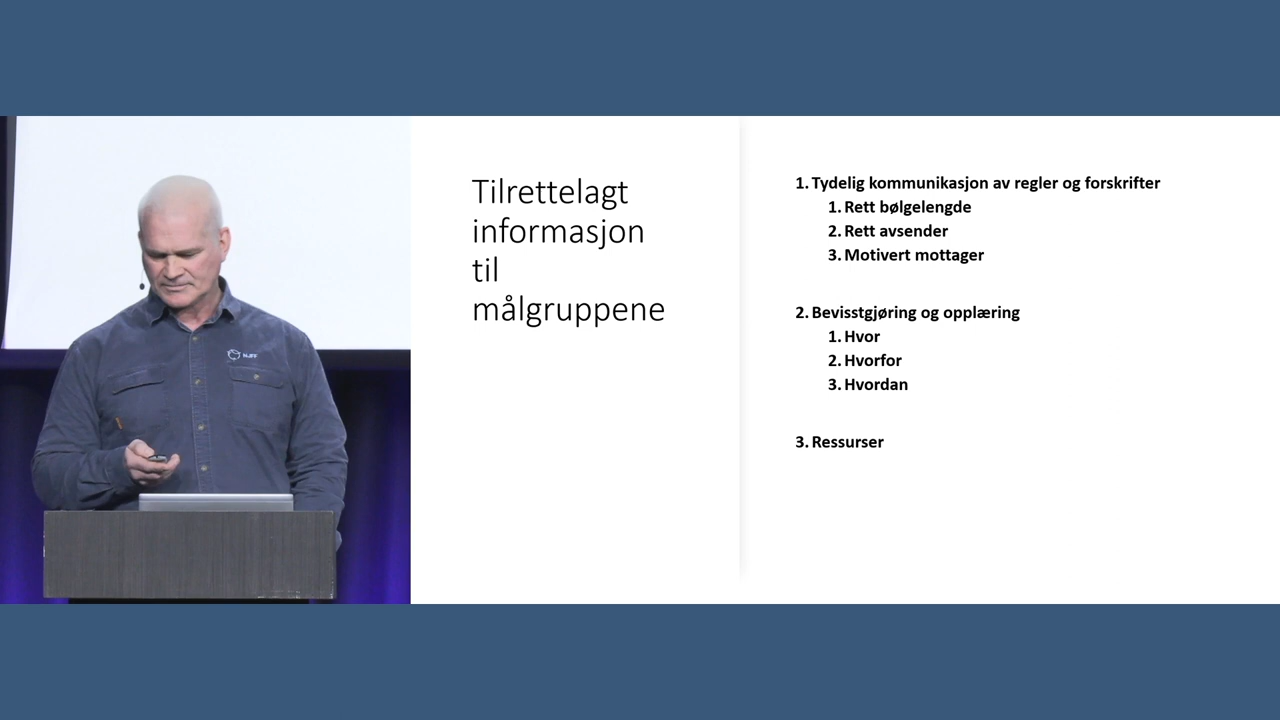 Tilrettelagt
informasjon
til
målgruppene
1. Tydelig kommunikasjon av regler og forskrifter
1. Rett bølgelengde
2. Rett avsender
3. Motivert mottager
2. Bevisstgjøring og opplæring
1. Hvor
2. Hvorfor
3. Hvordan
3. Ressurser
NJFF